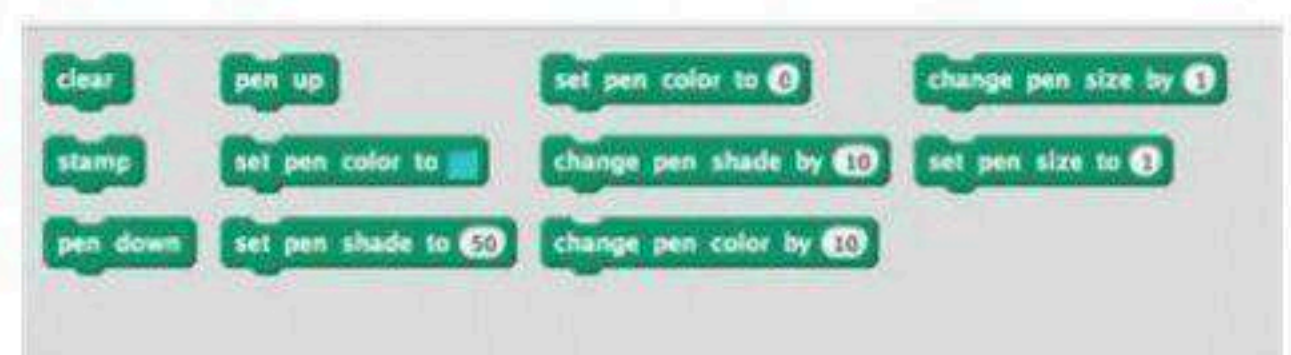 clear pen up set pen color to 0 change pen size by 1
stamp set pen color to change pen shade by 10 set pen size to 1
pen down set pen shade to 50 change pen color by 10